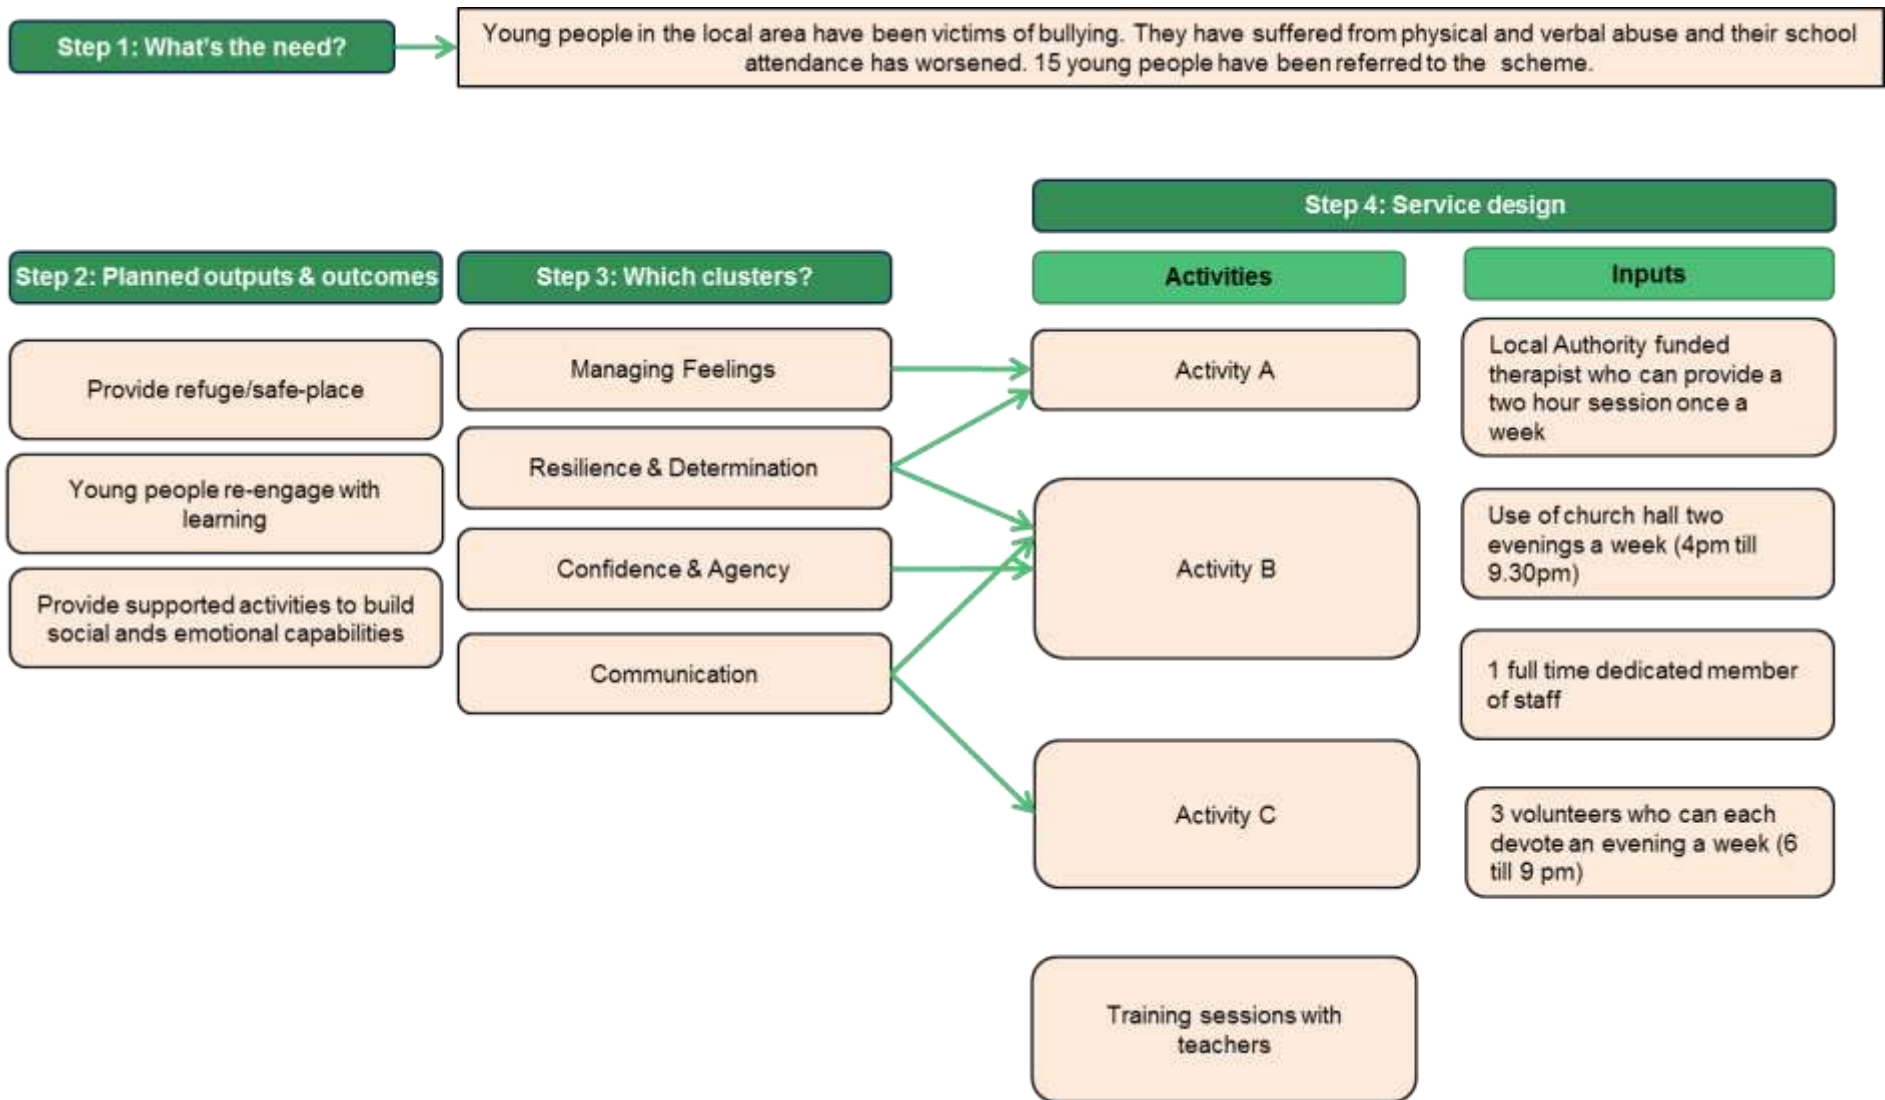 Step 1: What's the need?
Young people in the local area have been victims of bullying. They have suffered from physical and verbal abuse and their school
attendance has worsened. 15 young people have been referred to the scheme.
Step 4: Service design
Step 2: Planned outputs & outcomes
Step 3: Which clusters?
Activities
Inputs
Provide refuge/safe-place
Young people re-engage with
learning
Provide supported activities to build
social ands emotional capabilities
Managing Feelings
Resilience & Determination
Confidence & Agency
Communication
Activity A
Activity B
Activity C
Training sessions with
teachers
Local Authority funded
therapist who can provide a
two hour session once a
week
Use of church hall two
evenings a week (4pm till
9.30pm)
1 full time dedicated member
of staff
3 volunteers who can each
devote an evening a week (6
till 9 pm)